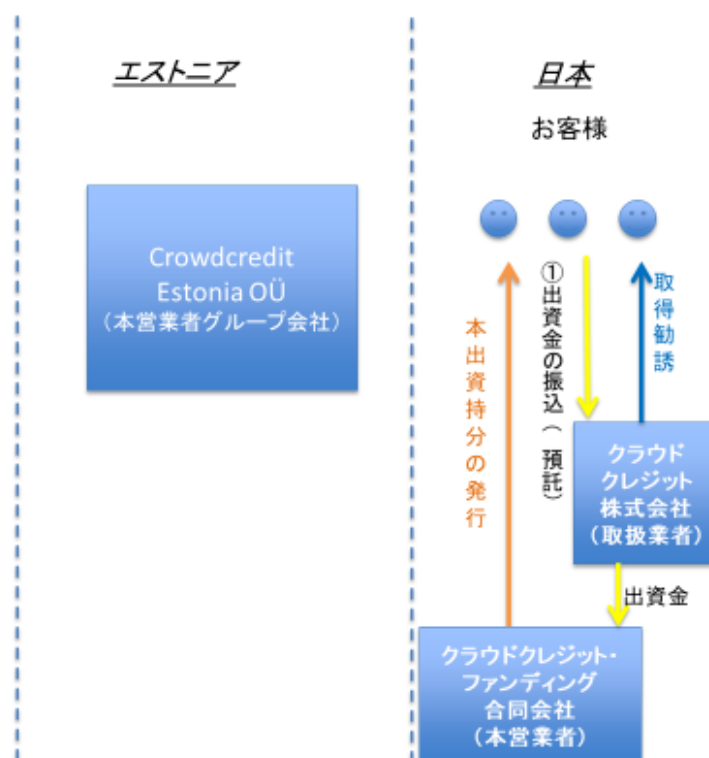 エストニア
日本
お客様
Crowdcredit
Estonia OÜ
（本営業者グループ会社）
本出資持分の発行
①出資金の振込（ 預託）
取得勧誘
クラウド
クレジット
株式会社
（取扱業者）
出資金
クラウドクレジット・
ファンディング
合同会社
（本営業者）